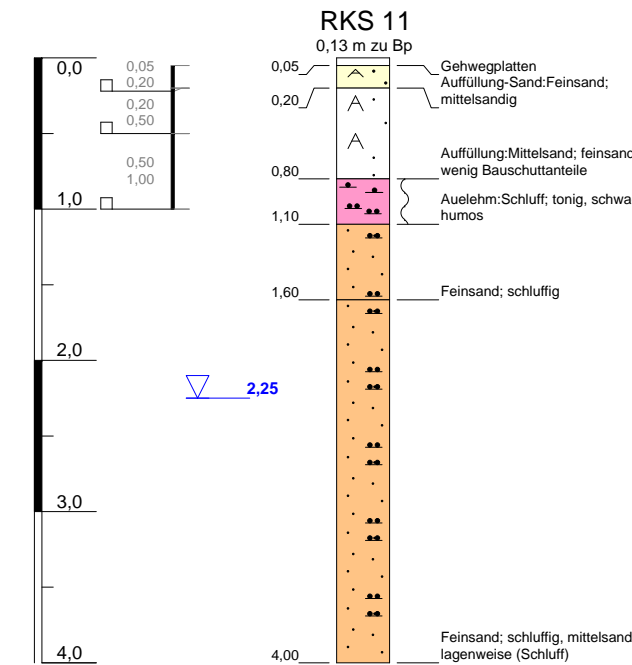 RKS 11
0,13 m zu Bp
0,0
1,0
2,0
3,0
4,0
0,05
0,20
0,20
0,50
0,50
1,00
2,25
0,05
0,20
0,80
1,10
1,60
4,00
Gehwegplatten
Auffüllung-Sand:Feinsand;
mittelsandig
Auffüllung:Mittelsand; feinsand
wenig Bauschuttanteile
Auelehm:Schluff; tonig, schwa
humos
Feinsand; schluffig
Feinsand; schluffig, mittelsand
lagenweise (Schluff)